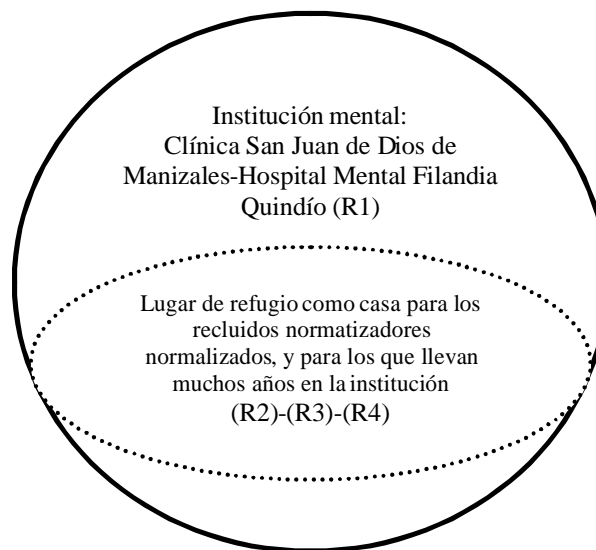 Institución mental:
Clínica San Juan de Dios de
Manizales-Hospital Mental Filandia
Quindío (R1)
Lugar de refugio como casa para los
recluidos normatizadores
normalizados, y para los que llevan
muchos años en la institución
(R2)-(R3)-(R4)